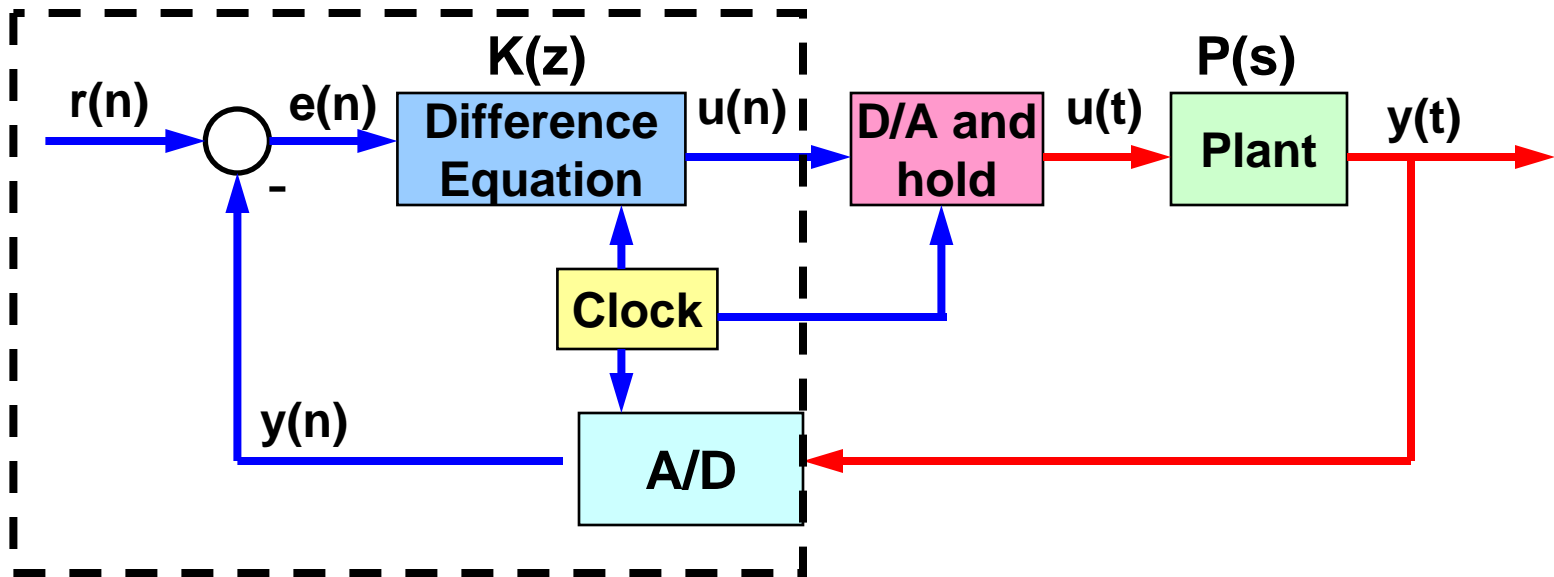 K(z)
P(s)
r(n)
e(n)
Difference
Equation
u(n)
D/A and
hold
u(t)
Plant
y(t)
-
Clock
y(n)
A/D